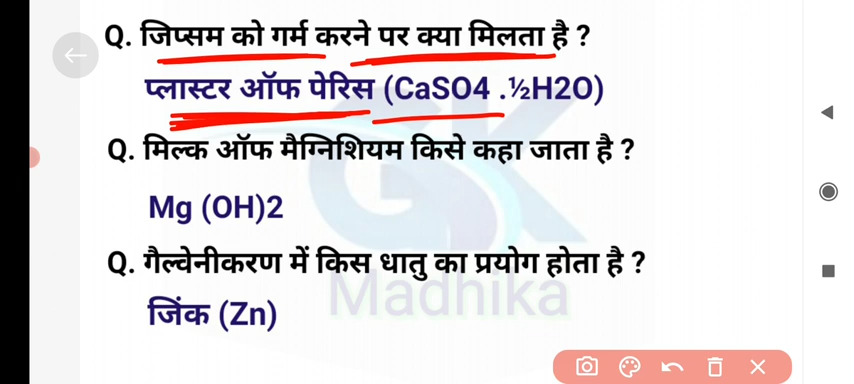 Q. जिप्सम को गर्म करने पर क्या मिलता है ?
प्लास्टर ऑफ पेरिस (CaSO4 .½H2O)
Q. मिल्क ऑफ मैग्निशियम किसे कहा जाता है ?
Mg (OH)2
Q. गैल्वेनीकरण में किस धातु का प्रयोग होता है ?
जिंक (Zn)
GK
Madhika